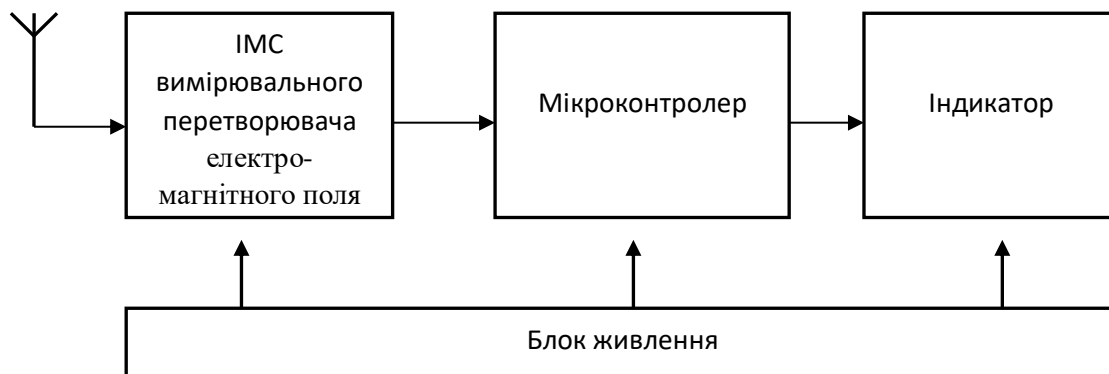 ІМС
вимірювального
перетворювача
електро-
магнітного поля
Мікроконтролер
Індикатор
Блок живлення